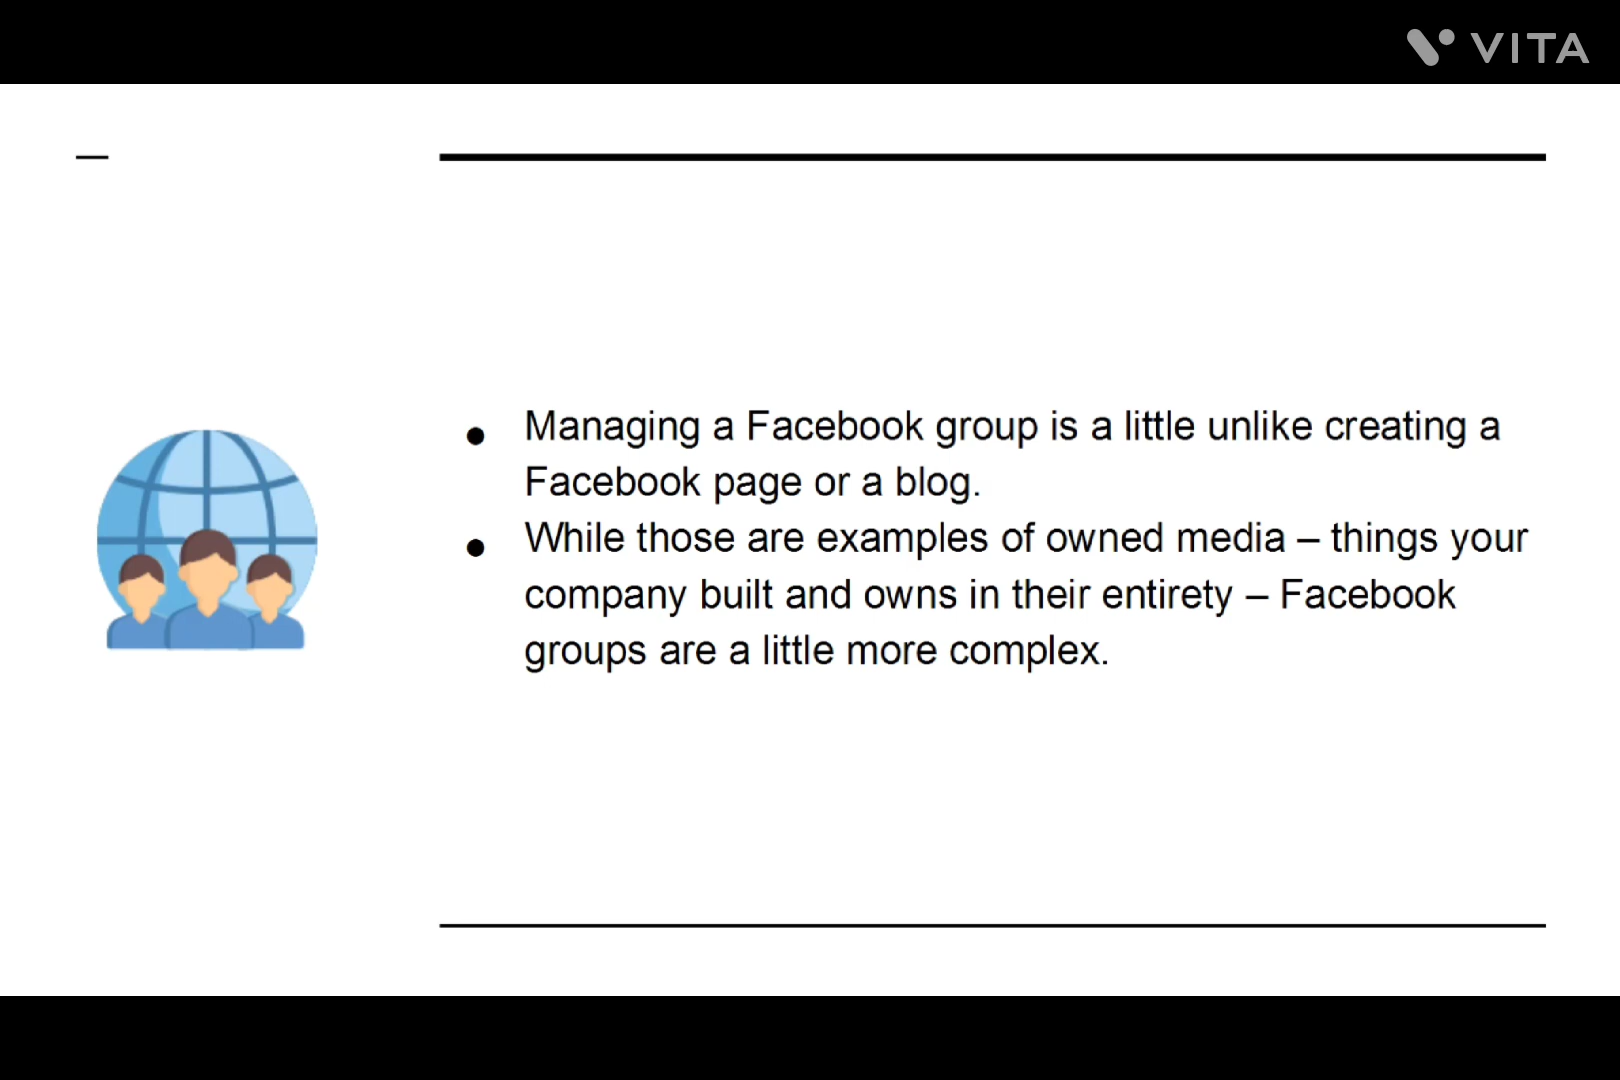 VITA
• Managing a Facebook group is a little unlike creating a
Facebook page or a blog.
• While those are examples of owned media – things your
company built and owns in their entirety – Facebook
groups are a little more complex.